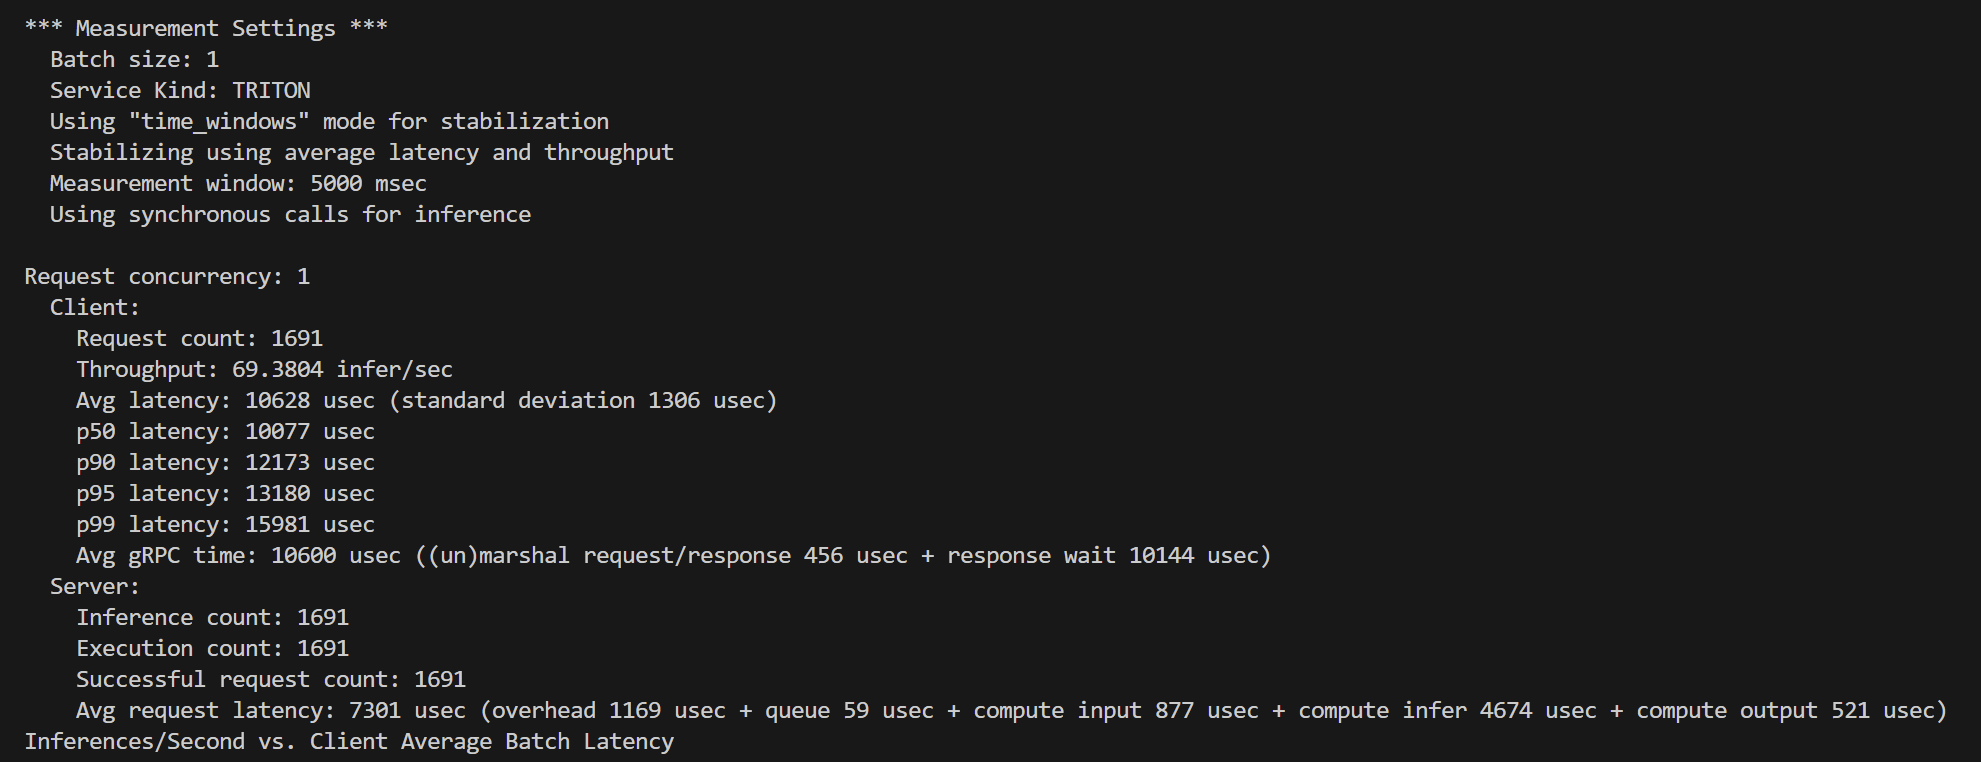 *** Measurement Settings ***
  Batch size: 1
  Service Kind: TRITON
  Using "time_windows" mode for stabilization
  Stabilizing using average latency and throughput
  Measurement window: 5000 msec
  Using synchronous calls for inference

Request concurrency: 1
  Client:
    Request count: 1691
    Throughput: 69.3804 infer/sec
    Avg latency: 10628 usec (standard deviation 1306 usec)
    p50 latency: 10077 usec
    p90 latency: 12173 usec
    p95 latency: 13180 usec
    p99 latency: 15981 usec
    Avg gRPC time: 10600 usec ((un)marshal request/response 456 usec + response wait 10144 usec)
  Server:
    Inference count: 1691
    Execution count: 1691
    Successful request count: 1691
    Avg request latency: 7301 usec (overhead 1169 usec + queue 59 usec + compute input 877 usec + compute infer 4674 usec + compute output 521 usec)
Inferences/Second vs. Client Average Batch Latency